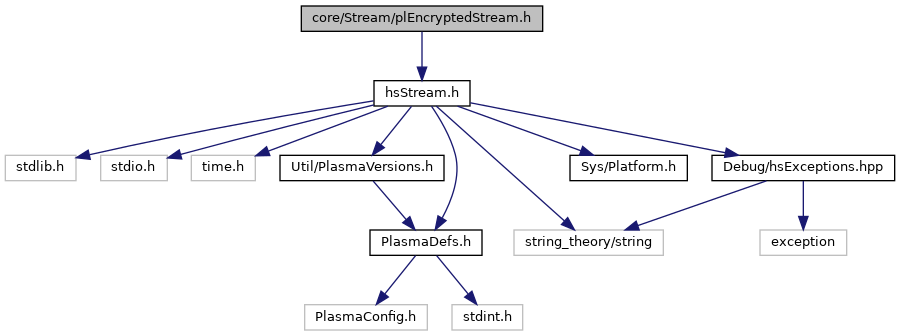 core/Stream/plEncryptedStream.h
hsStream.h
stdlib.h
stdio.h
time.h
Util/PlasmaVersions.h
Sys/Platform.h
Debug/hsExceptions.hpp
PlasmaDefs.h
string_theory/string
exception
PlasmaConfig.h
stdint.h